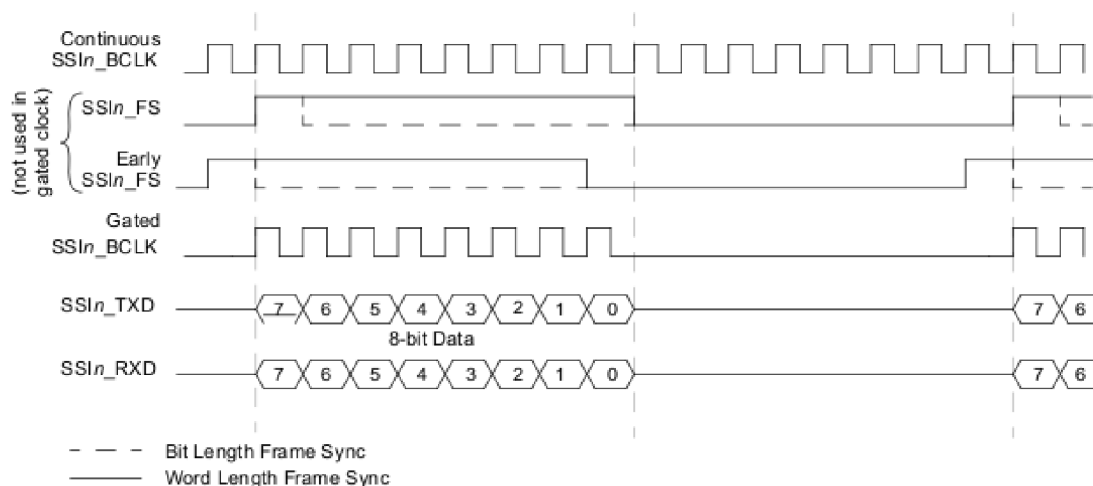 Continuous
SSIn_BCLK
(not used in
gated clock)
SSIn_FS
Early
SSIn_FS
Gated
SSIn_BCLK
SSIn_TXD
7 6 5 4 3 2 1 0 7 6
8-bit Data
SSIn_RXD
7 6 5 4 3 2 1 0 7 6
Bit Length Frame Sync
Word Length Frame Sync